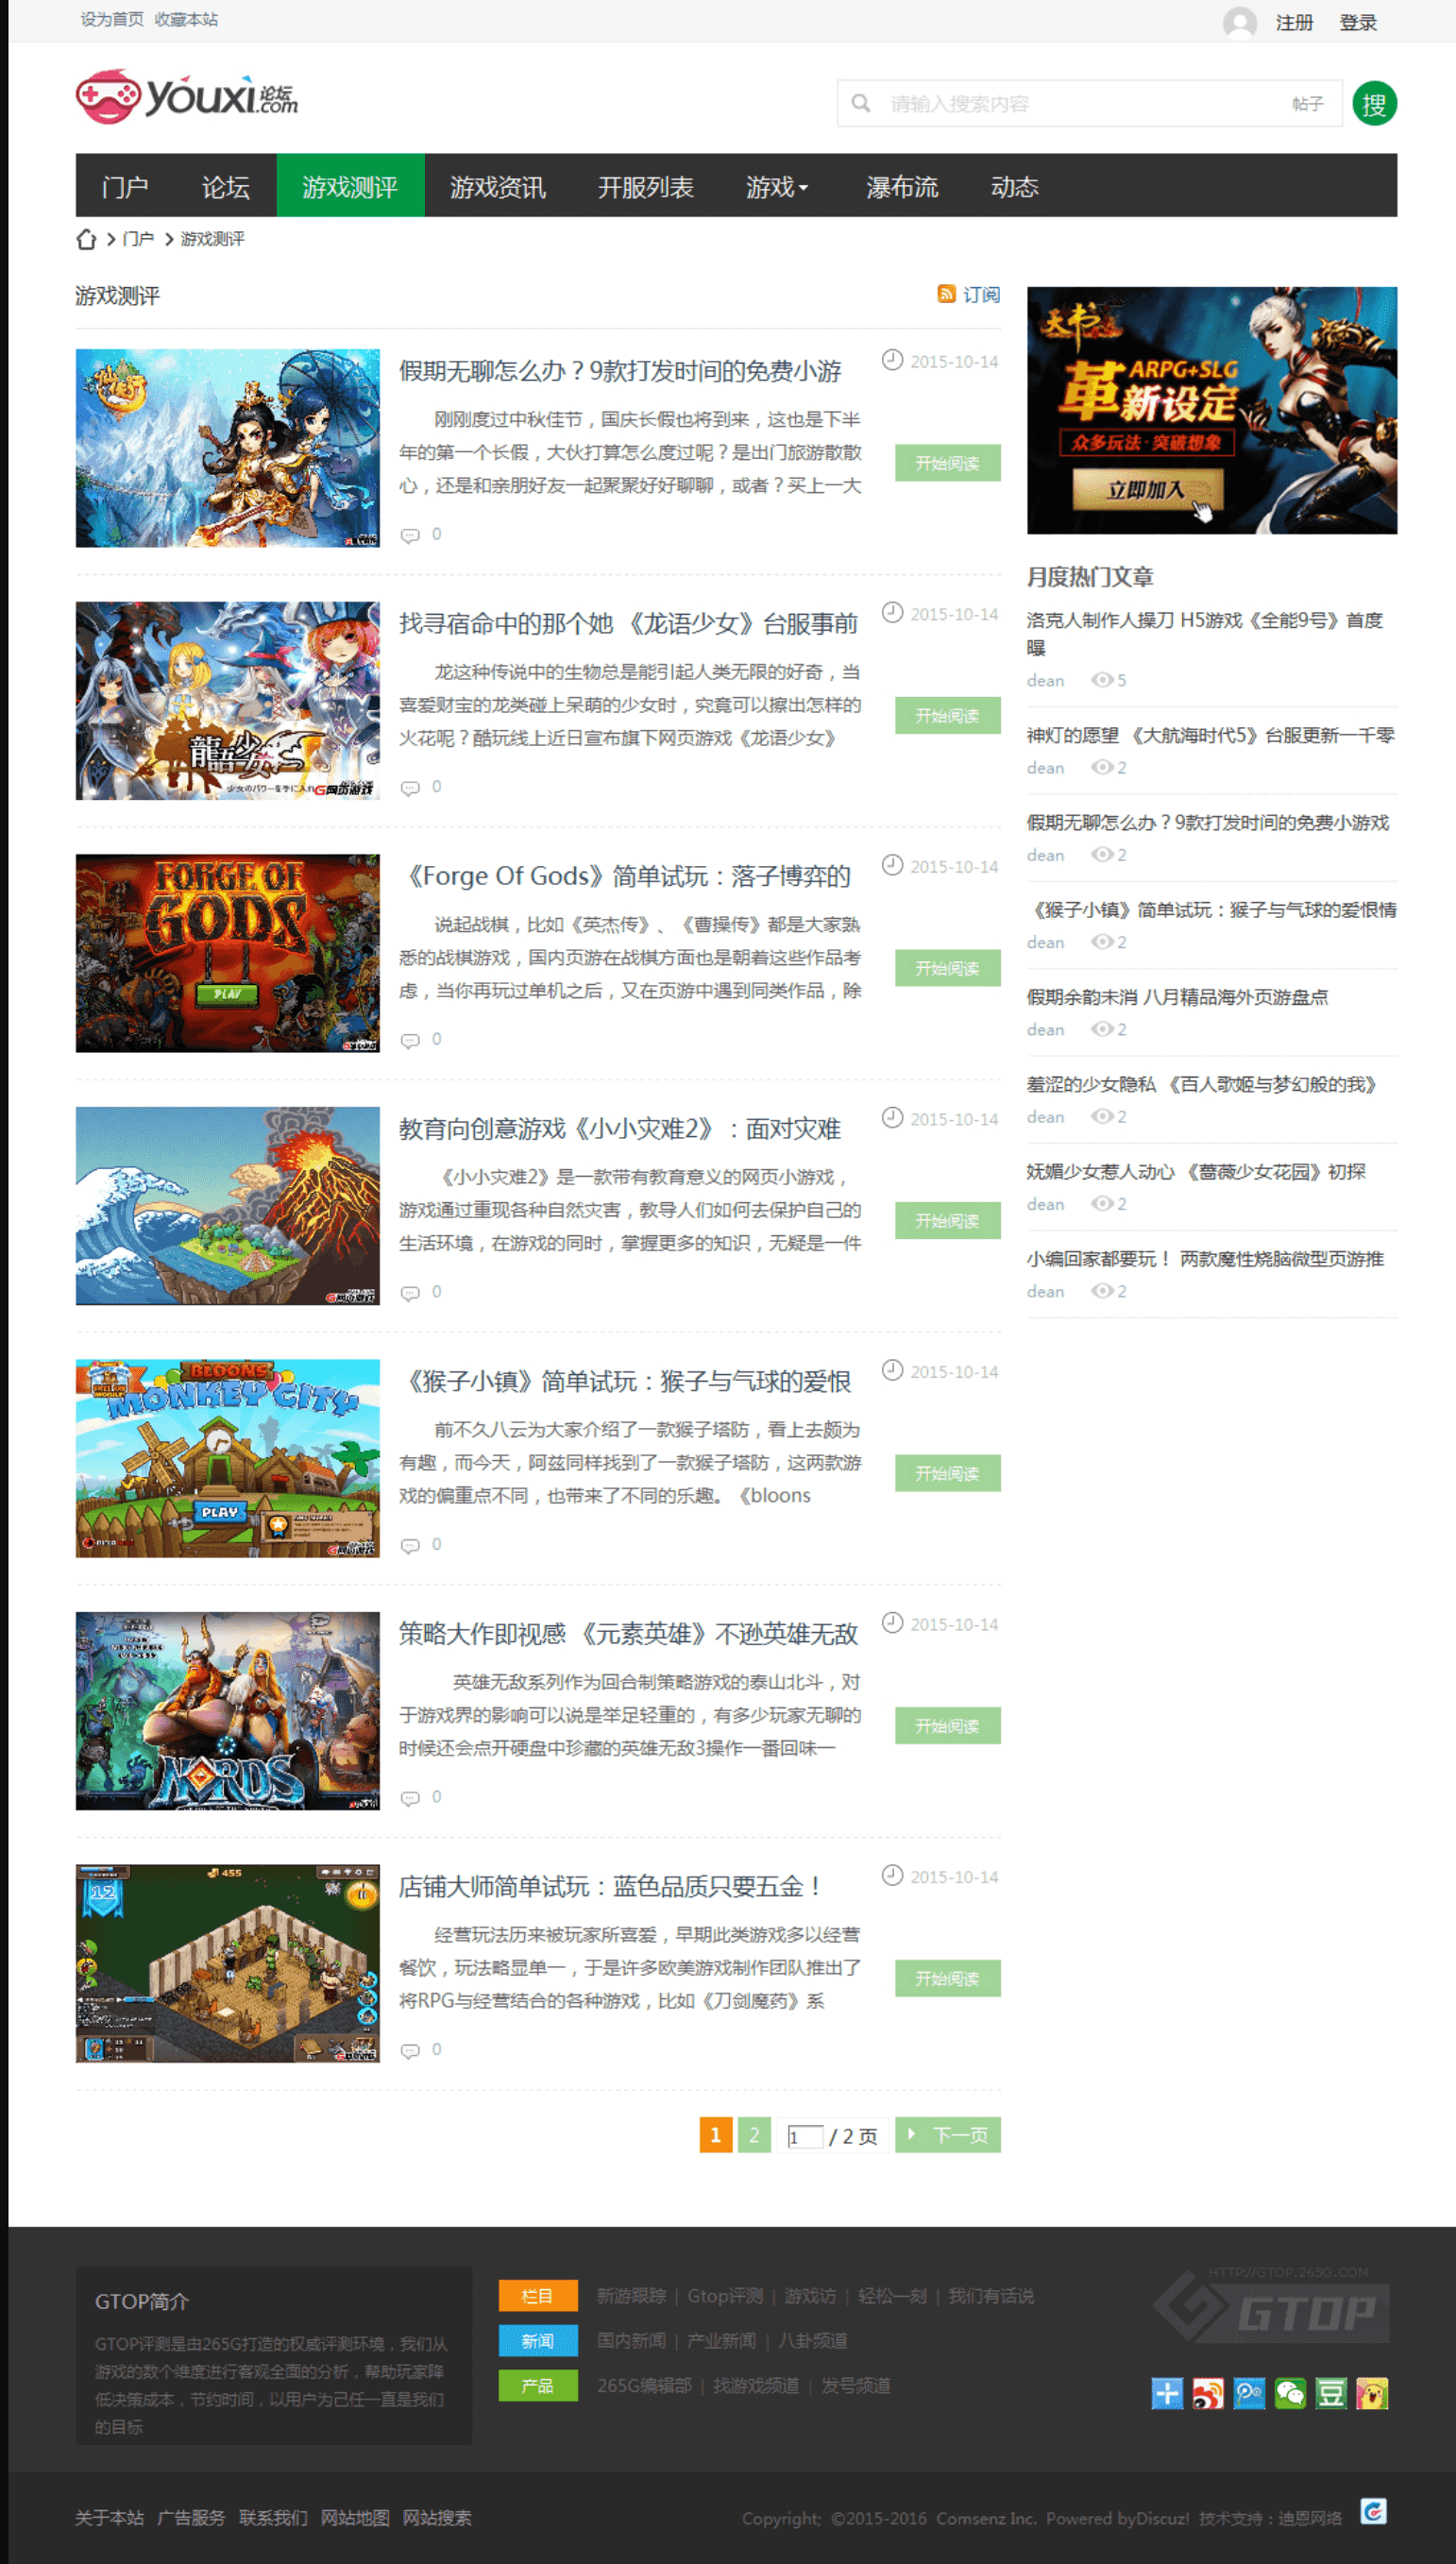 设为首页 收藏本站
注册 登录
youxi论坛.com
请输入搜索内容 帖子 搜
门户 论坛 游戏测评 游戏资讯 开服列表 游戏 瀑布流 动态
门户 游戏测评
游戏测评
订阅
假期无聊怎么办？9款打发时间的免费小游
2015-10-14
刚刚度过中秋佳节，国庆长假也将到来，这也是下半
年的第一个长假，大伙打算怎么度过呢？是出门旅游散散
心，还是和亲朋好友一起聚聚好好聊聊，或者？买上一大
开始阅读
0
龍語少女
少女のパワーを手に入れ
G网页游戏
找寻宿命中的那个她 《龙语少女》台服事前
2015-10-14
龙这种传说中的生物总是能引起人类无限的好奇，当
喜爱财宝的龙类碰上呆萌的少女时，究竟可以擦出怎样的
火花呢？酷玩线上近日宣布旗下网页游戏《龙语少女》
开始阅读
0
FORGE OF
GODS
PLAY
《Forge Of Gods》简单试玩：落子博弈的
2015-10-14
说起战棋，比如《英杰传》、《曹操传》都是大家熟
悉的战棋游戏，国内页游在战棋方面也是朝着这些作品考
虑，当你再玩过单机之后，又在页游中遇到同类作品，除
开始阅读
0
教育向创意游戏《小小灾难2》：面对灾难
2015-10-14
《小小灾难2》是一款带有教育意义的网页小游戏，
游戏通过重现各种自然灾害，教导人们如何去保护自己的
生活环境，在游戏的同时，掌握更多的知识，无疑是一件
开始阅读
0
BLOONS
MONKEY CITY
PLAY
《猴子小镇》简单试玩：猴子与气球的爱恨
2015-10-14
前不久八云为大家介绍了一款猴子塔防，看上去颇为
有趣，而今天，阿兹同样找到了一款猴子塔防，这两款游
戏的偏重点不同，也带来了不同的乐趣。《bloons
开始阅读
0
NORDS
策略大作即视感 《元素英雄》不逊英雄无敌
2015-10-14
英雄无敌系列作为回合制策略游戏的泰山北斗，对
于游戏界的影响可以说是举足轻重的，有多少玩家无聊的
时候还会点开硬盘中珍藏的英雄无敌3操作一番回味一
开始阅读
0
455
12
店铺大师简单试玩：蓝色品质只要五金！
2015-10-14
经营玩法历来被玩家所喜爱，早期此类游戏多以经营
餐饮，玩法略显单一，于是许多欧美游戏制作团队推出了
将RPG与经营结合的各种游戏，比如《刀剑魔药》系
开始阅读
0
1 2 1 / 2 页 下一页
天书
ARPG+SLG
革新设定
众多玩法·突破想象
立即加入
月度热门文章
洛克人制作人操刀 H5游戏《全能9号》首度
曝
dean 5
神灯的愿望 《大航海时代5》台服更新一千零
dean 2
假期无聊怎么办？9款打发时间的免费小游戏
dean 2
《猴子小镇》简单试玩：猴子与气球的爱恨情
dean 2
假期余韵未消 八月精品海外页游盘点
dean 2
羞涩的少女隐私 《百人歌姬与梦幻般的我》
dean 2
妩媚少女惹人动心 《蔷薇少女花园》初探
dean 2
小编回家都要玩！ 两款魔性烧脑微型页游推
dean 2
GTOP简介
GTOP评测是由265G打造的权威评测环境，我们从
游戏的数个维度进行客观全面的分析，帮助玩家降
低决策成本，节约时间，以用户为己任一直是我们
的目标
栏目 新游跟踪 | Gtop评测 | 游戏访 | 轻松一刻 | 我们有话说
新闻 国内新闻 | 产业新闻 | 八卦频道
产品 265G编辑部 | 找游戏频道 | 发号频道
HTTP://GTOP.265G.COM
GTOP
豆
关于本站 广告服务 联系我们 网站地图 网站搜索
Copyright; ©2015-2016 Comsenz Inc. Powered byDiscuz! 技术支持：迪恩网络